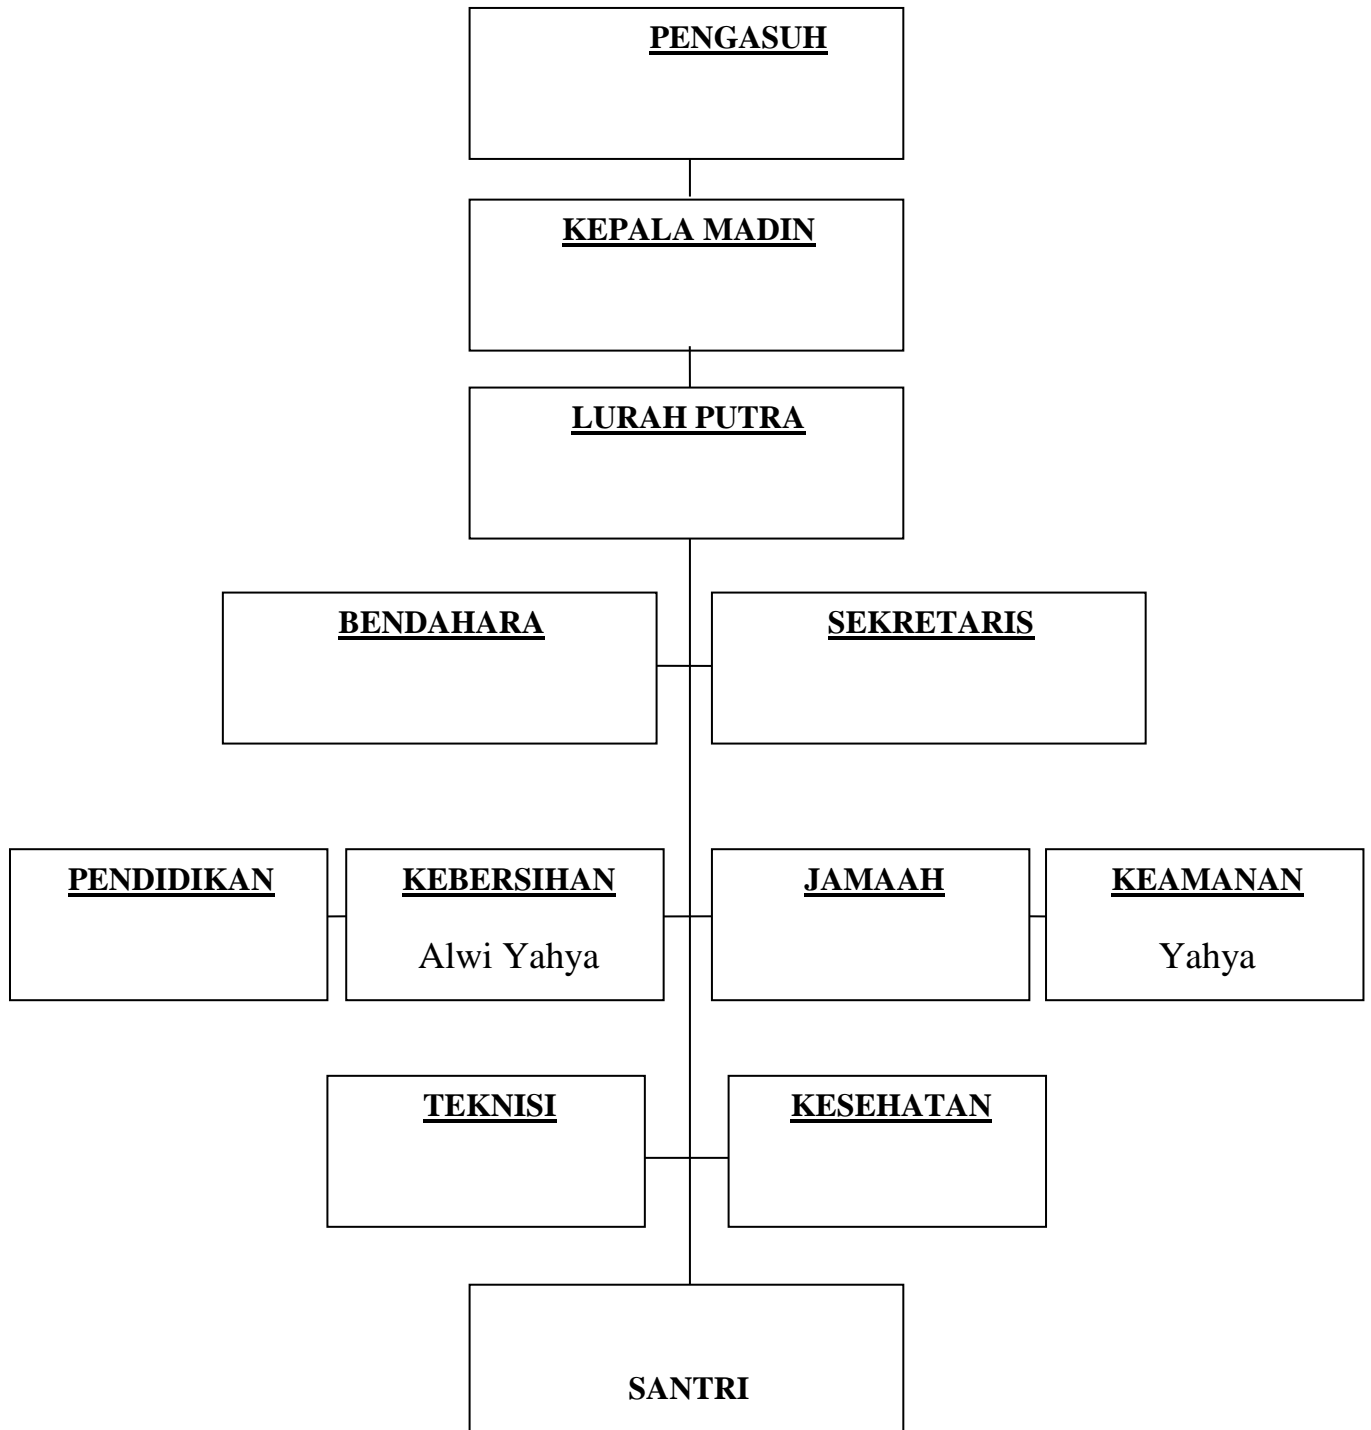 PENGASUH
KEPALA MADIN
LURAH PUTRA
BENDAHARA
SEKRETARIS
PENDIDIKAN
KEBERSIHAN
Alwi Yahya
JAMAAH
KEAMANAN
Yahya
TEKNISI
KESEHATAN
SANTRI